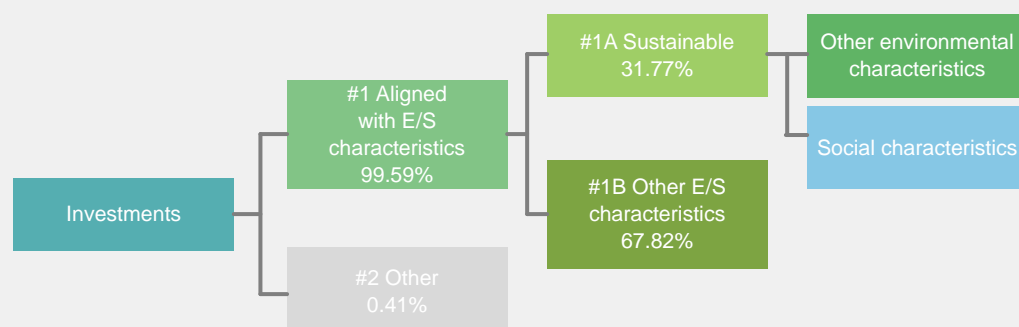 Investments
#1 Aligned
with E/S
characteristics
99.59%
#2 Other
0.41%
#1A Sustainable
31.77%
#1B Other E/S
characteristics
67.82%
Other environmental
characteristics
Social characteristics